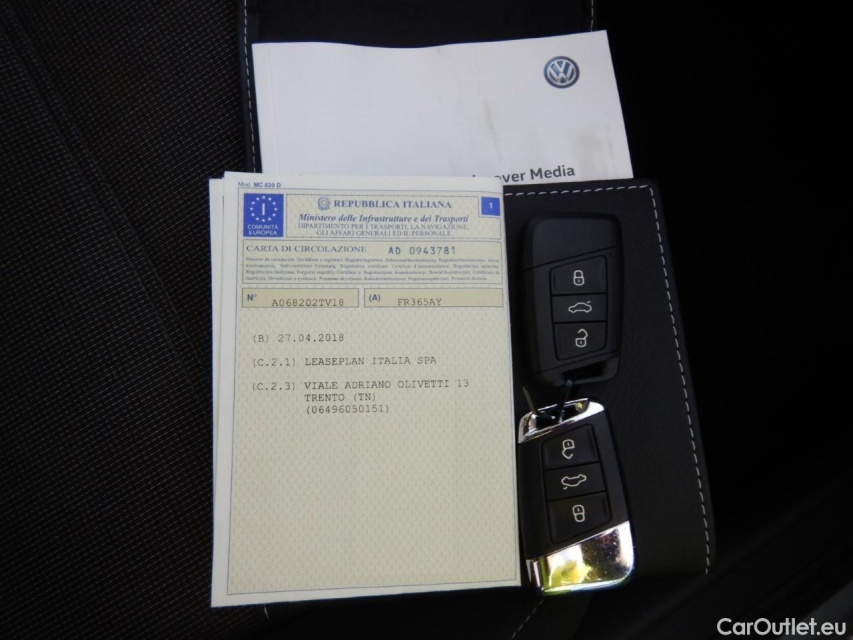 Discover Media
Mod. MC 820 D
REPUBBLICA ITALIANA
1
Ministero delle Infrastrutture e dei Trasporti
DIPARTIMENTO PER I TRASPORTI, LA NAVIGAZIONE,
GLI AFFARI GENERALI ED IL PERSONALE
I
COMUNITÀ
EUROPEA
CARTA DI CIRCOLAZIONE AD 0943781
N° A068202TV18 (A) FR365AY
(B) 27.04.2018
(C.2.1) LEASEPLAN ITALIA SPA
(C.2.3) VIALE ADRIANO OLIVETTI 13
TRENTO (TN)
(06496050151)
CarOutlet.eu